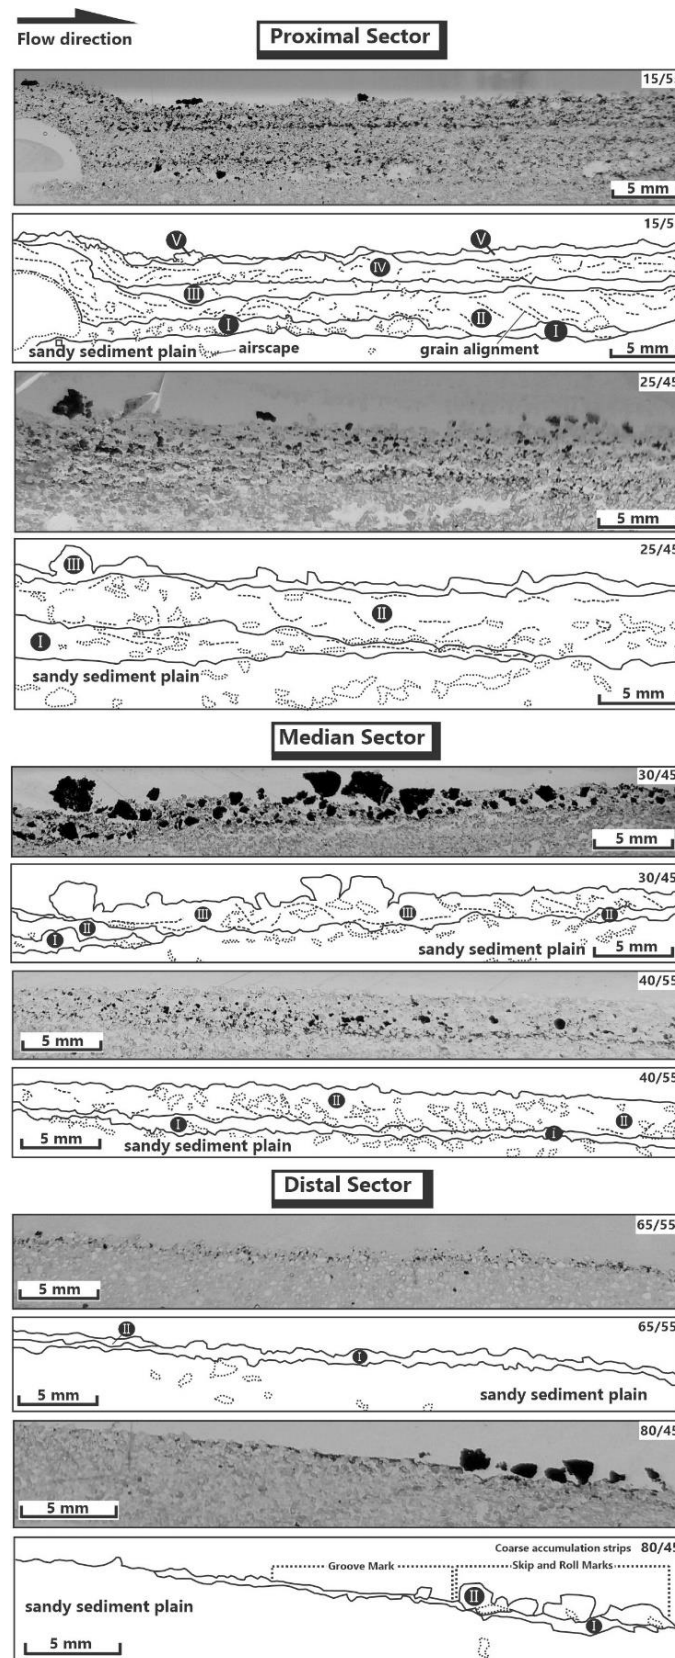 Flow direction
Proximal Sector
15/5
5 mm
15/5
V
V
IV
III
I
II
I
sandy sediment plain
airscape
grain alignment
5 mm
25/45
5 mm
25/45
III
II
I
sandy sediment plain
5 mm
Median Sector
30/45
5 mm
30/45
III
III
II
II
I
sandy sediment plain
5 mm
40/55
5 mm
40/55
II
II
I
I
5 mm
sandy sediment plain
Distal Sector
65/55
5 mm
65/55
II
I
5 mm
sandy sediment plain
80/45
5 mm
Coarse accumulation strips 80/45
Groove Mark
Skip and Roll Marks
II
sandy sediment plain
I
5 mm